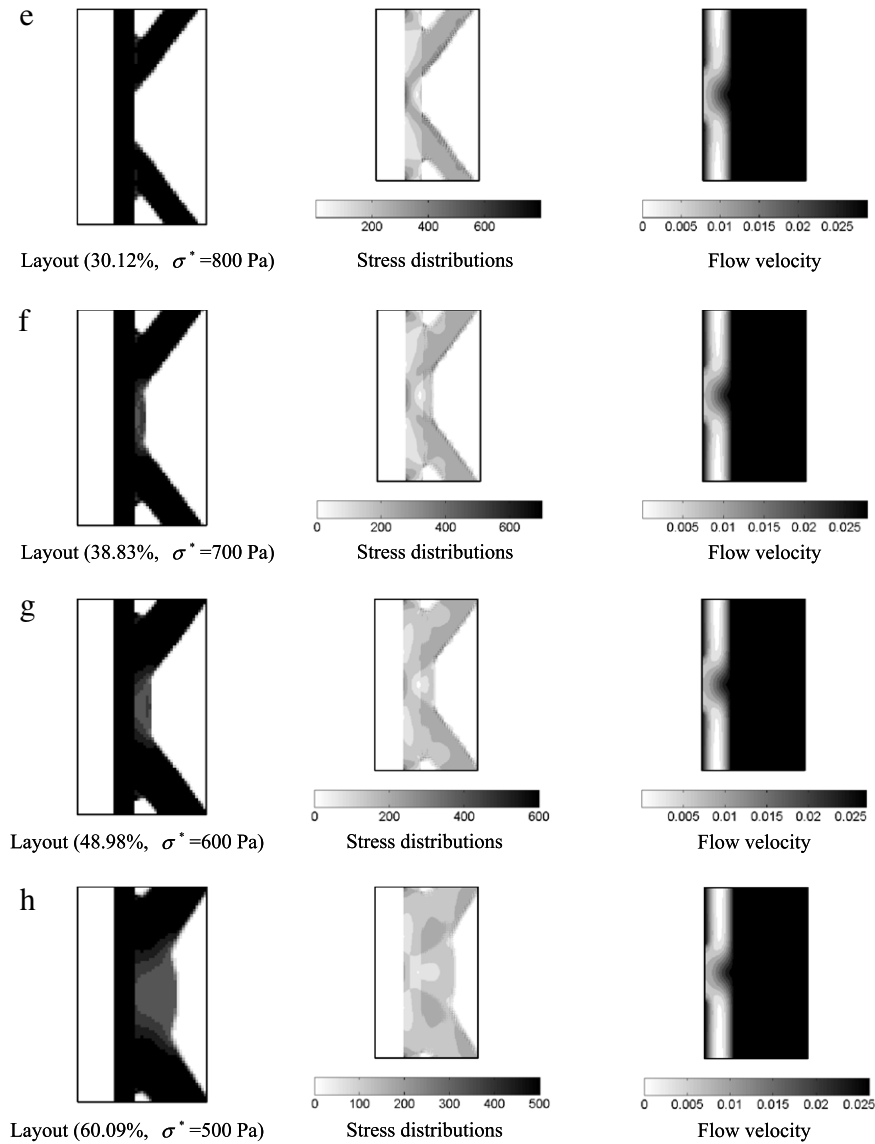 e
200 400 600
0 0.005 0.01 0.015 0.02 0.025
Layout (30.12%, σ* =800 Pa) Stress distributions Flow velocity
f
0 200 400 600
0.005 0.01 0.015 0.02 0.025
Layout (38.83%, σ* =700 Pa) Stress distributions Flow velocity
g
0 200 400 600
0.005 0.01 0.015 0.02 0.025
Layout (48.98%, σ* =600 Pa) Stress distributions Flow velocity
h
0 100 200 300 400 500
0 0.005 0.01 0.015 0.02 0.025
Layout (60.09%, σ* =500 Pa) Stress distributions Flow velocity